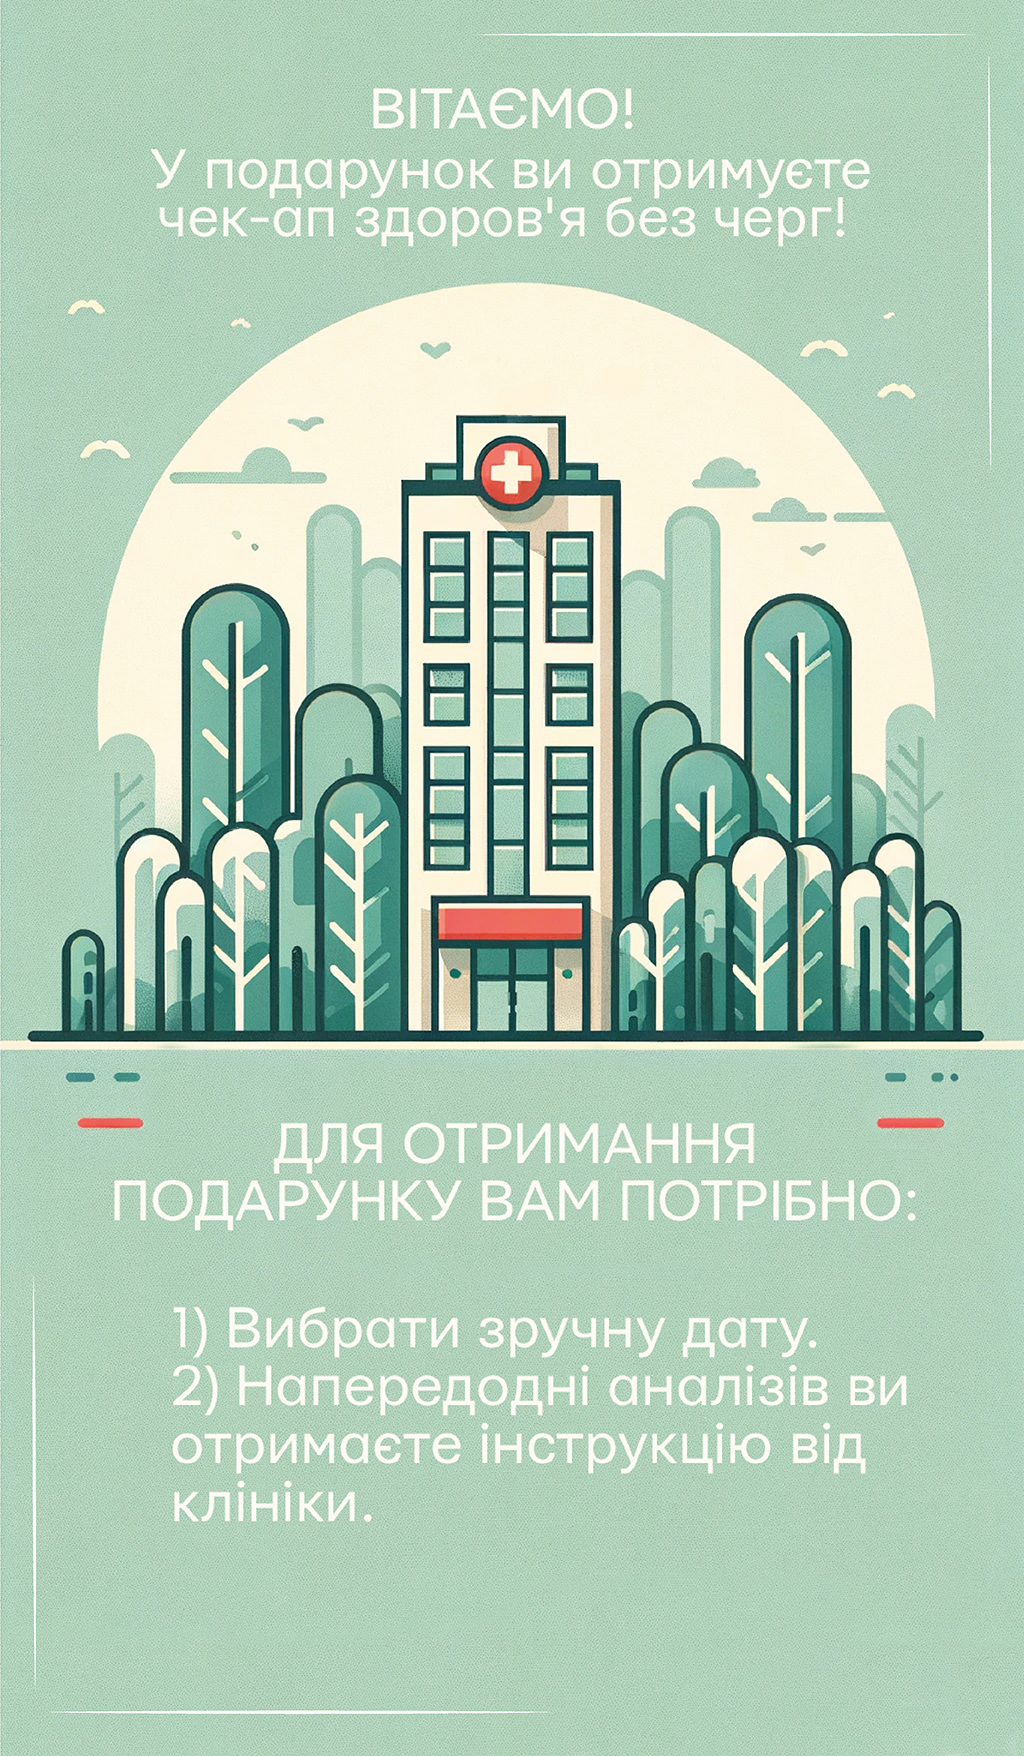 ВІТАЄМО!
У подарунок ви отримуєте
чек-ап здоров'я без черг!
ДЛЯ ОТРИМАННЯ
ПОДАРУНКУ ВАМ ПОТРІБНО:
1) Вибрати зручну дату.
2) Напередодні аналізів ви
отримаєте інструкцію від
клініки.